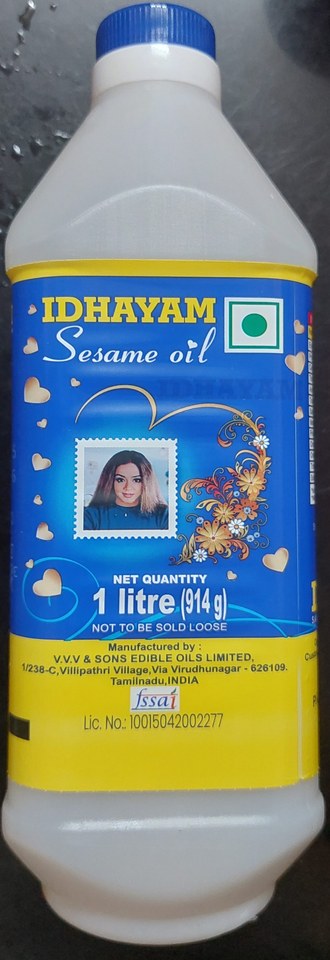 IDHAYAM
Sesame oil
IDHAYAM
NET QUANTITY
1 litre (914 g)
NOT TO BE SOLD LOOSE
Manufactured by :
V.V.V & SONS EDIBLE OILS LIMITED,
1/238-C,Villipathri Village,Via Virudhunagar - 626109.
Tamilnadu,INDIA
fssai
Lic. No.: 10015042002277